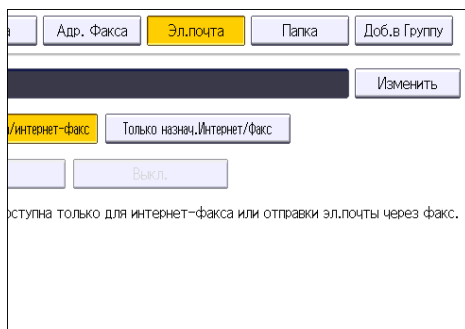 а Адр. Факса Эл.почта Папка Доб.в Группу
Изменить
/интернет-факс Только назнач.Интернет/Факс
Выкл.
оступна только для интернет-факса или отправки эл.почты через факс.